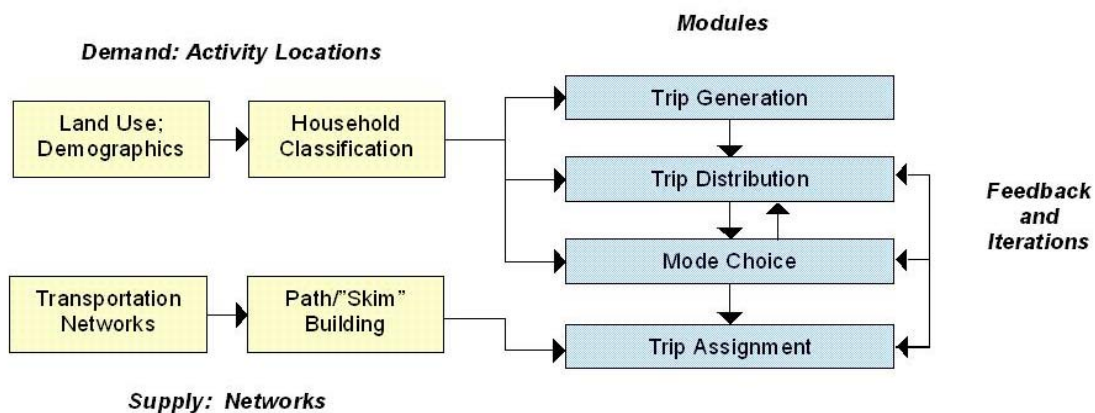 Modules
Demand: Activity Locations
Trip Generation
Land Use;
Demographics
Household
Classification
Trip Distribution
Feedback
and
Iterations
Mode Choice
Transportation
Networks
Path/"Skim"
Building
Trip Assignment
Supply: Networks